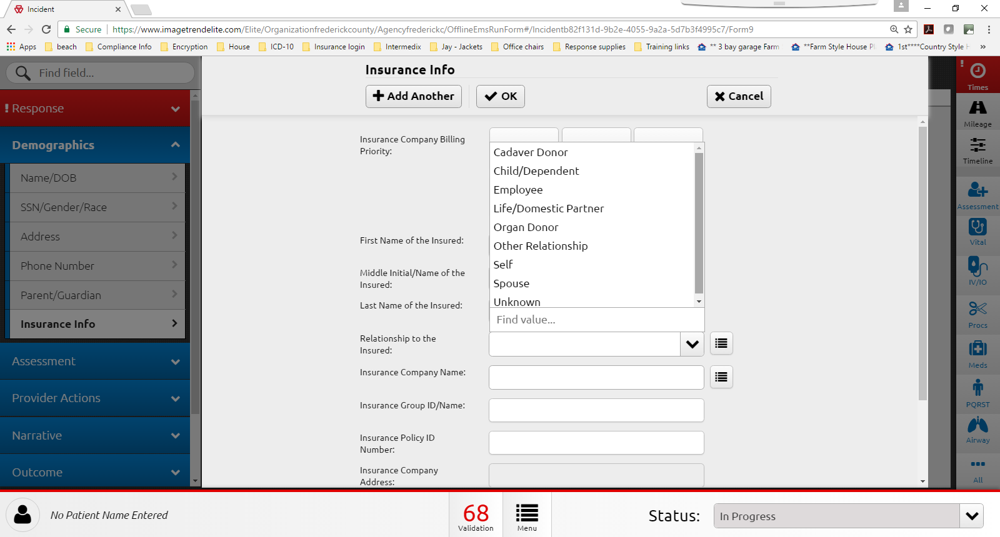 Incident
Secure
https://www.imagetrendelite.com/Elite/Organizationfrederickcounty/Agencyfrederickc/OfflineEmsRunForm#/Incidentb82f131d-9b2e-4055-9a2a-5d7b3f4995c7/Form9
Apps beach Compliance Info Encryption House ICD-10 Insurance login Intermedix Jay - Jackets Office chairs Response supplies Training links ** 3 bay garage Farm **Farm Style House 1st****Country Style
Find field...
Response
Demographics
Name/DOB
SSN/Gender/Race
Address
Phone Number
Parent/Guardian
Insurance Info
Assessment
Provider Actions
Narrative
Outcome
Insurance Info
Add Another
OK
Cancel
Insurance Company Billing
Priority:
Cadaver Donor
Child/Dependent
Employee
Life/Domestic Partner
Organ Donor
Other Relationship
Self
Spouse
Unknown
Find value...
First Name of the Insured:
Middle Initial/Name of the
Insured:
Last Name of the Insured:
Relationship to the
Insured:
Insurance Company Name:
Insurance Group ID/Name:
Insurance Policy ID
Number:
Insurance Company
Address:
Times
Mileage
Timeline
Assessment
Vital
IV/IO
Procs
Meds
PQRST
Airway
All
No Patient Name Entered
68
Validation
Menu
Status:
In Progress